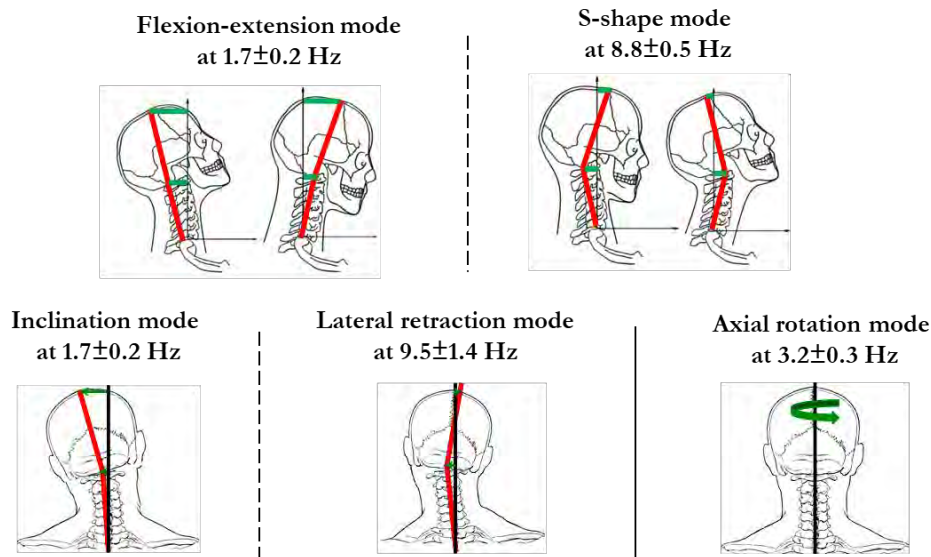 Flexion-extension mode
at 1.7±0.2 Hz
S-shape mode
at 8.8±0.5 Hz
Inclination mode
at 1.7±0.2 Hz
Lateral retraction mode
at 9.5±1.4 Hz
Axial rotation mode
at 3.2±0.3 Hz